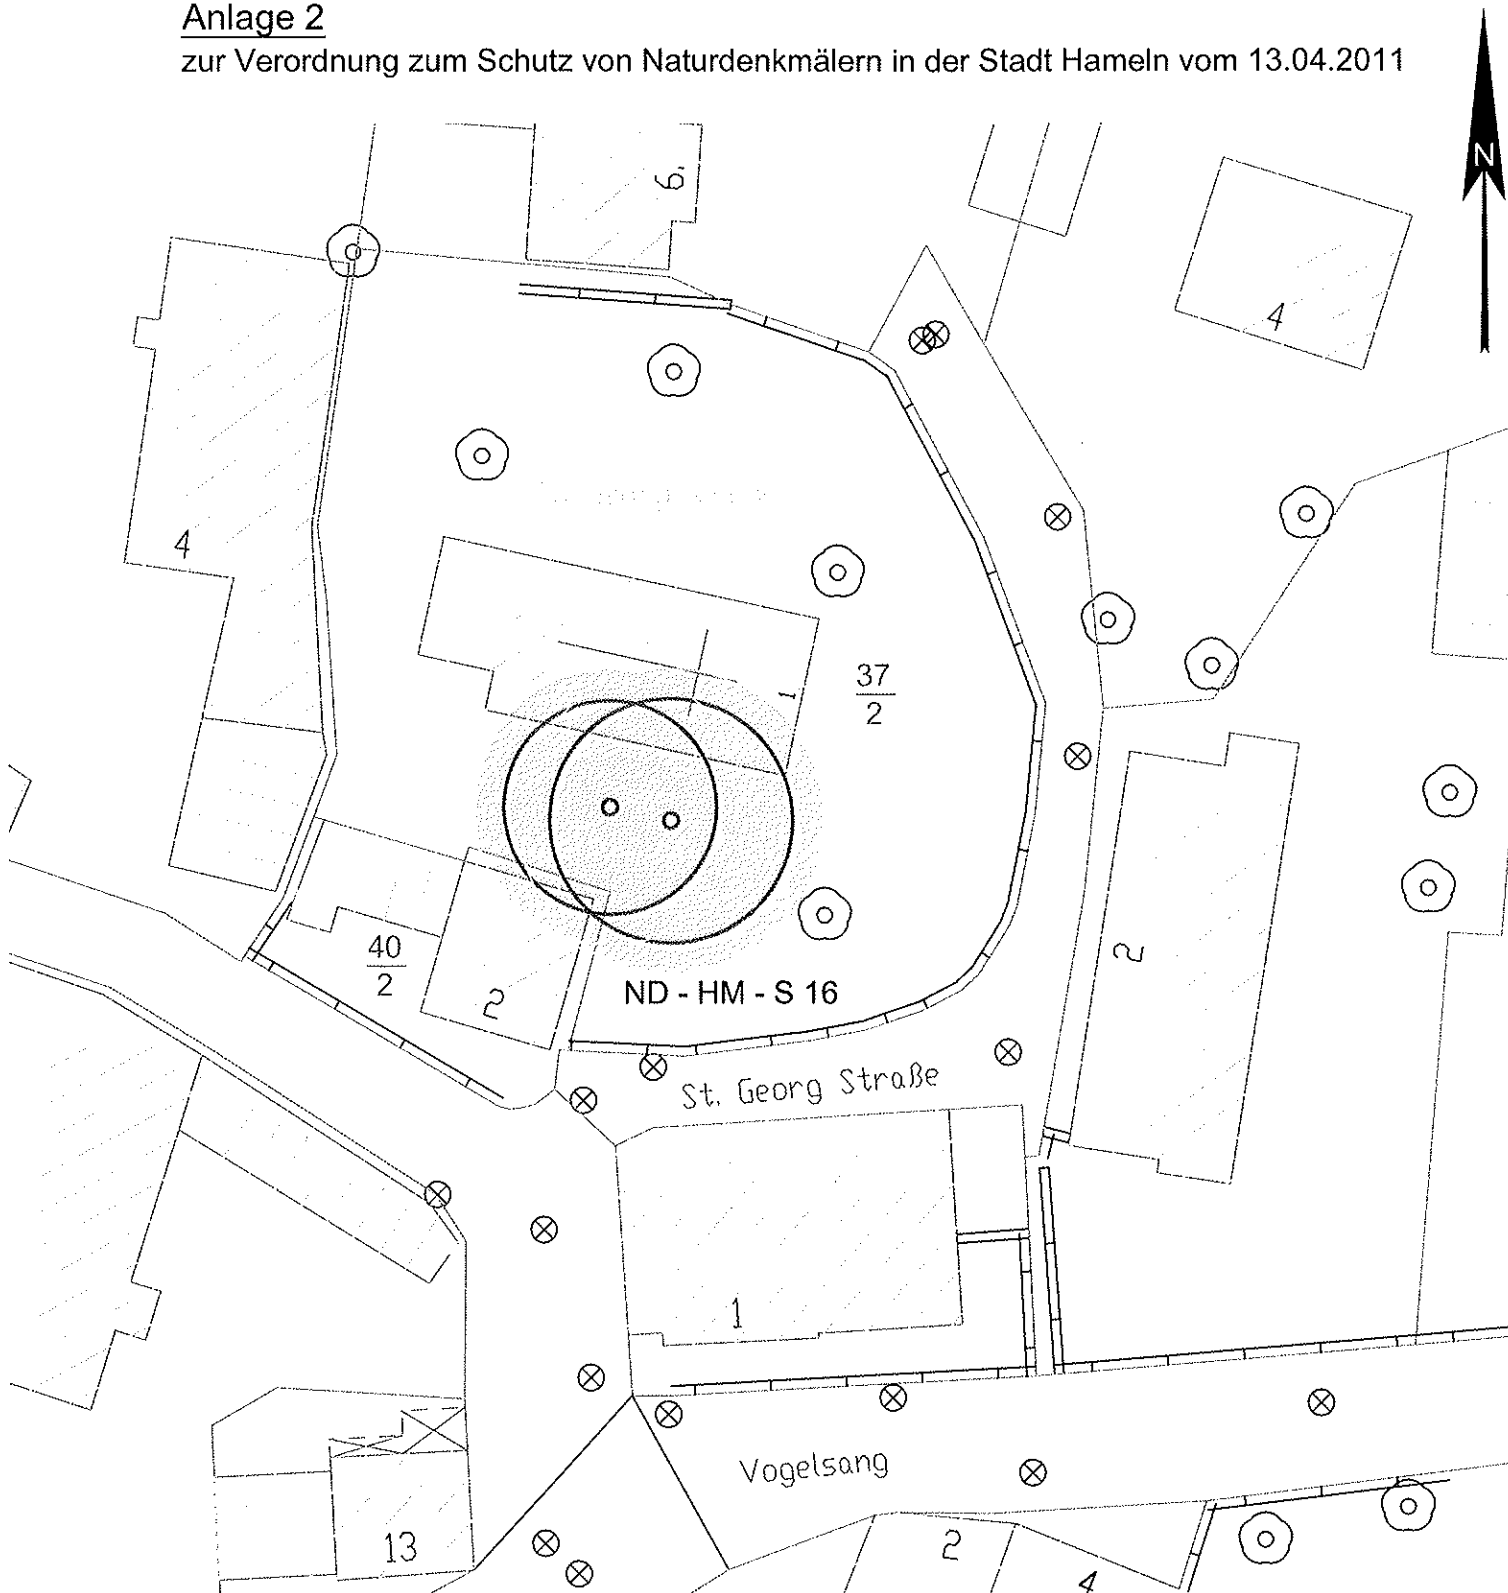 Anlage 2
zur Verordnung zum Schutz von Naturdenkmälern in der Stadt Hameln vom 13.04.2011
N
6
4
4
1
37
2
40
2
2
ND - HM - S 16
2
St. Georg Straße
1
Vogelsang
13
2
4